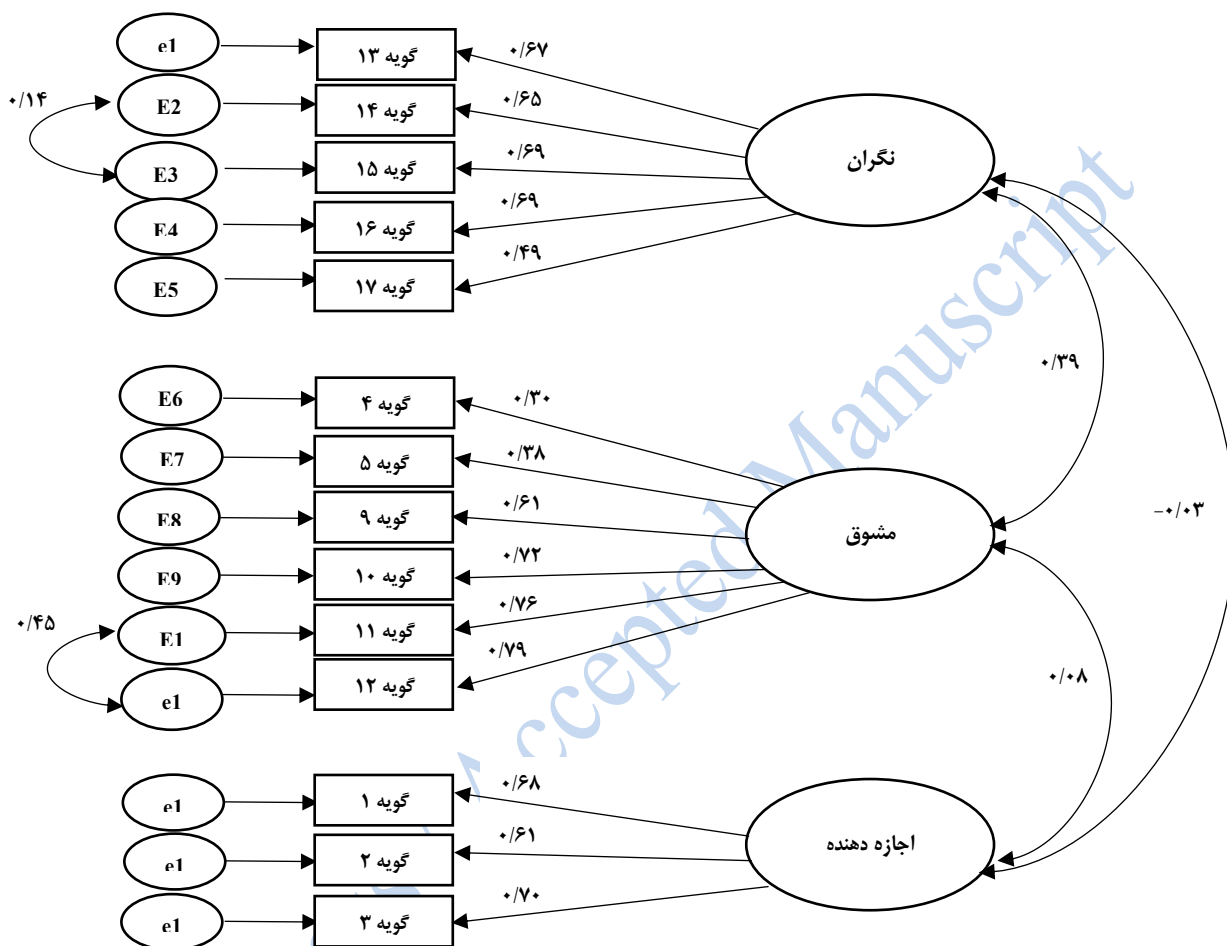 e1
گویه ۱۳
۰/۶۷
۰/۱۴
E2
گویه ۱۴
۰/۶۵
E3
گویه ۱۵
۰/۶۹
نگران
E4
گویه ۱۶
۰/۶۹
E5
گویه ۱۷
۰/۴۹
۰/۳۹
E6
گویه ۴
۰/۳۰
E7
گویه ۵
۰/۳۸
E8
گویه ۹
۰/۶۱
مشوق
-۰/۰۳
E9
گویه ۱۰
۰/۷۲
۰/۴۵
E1
گویه ۱۱
۰/۷۶
e1
گویه ۱۲
۰/۷۹
۰/۰۸
e1
گویه ۱
۰/۶۸
e1
گویه ۲
۰/۶۱
اجازه دهنده
e1
گویه ۳
۰/۷۰
Accepted Manuscript